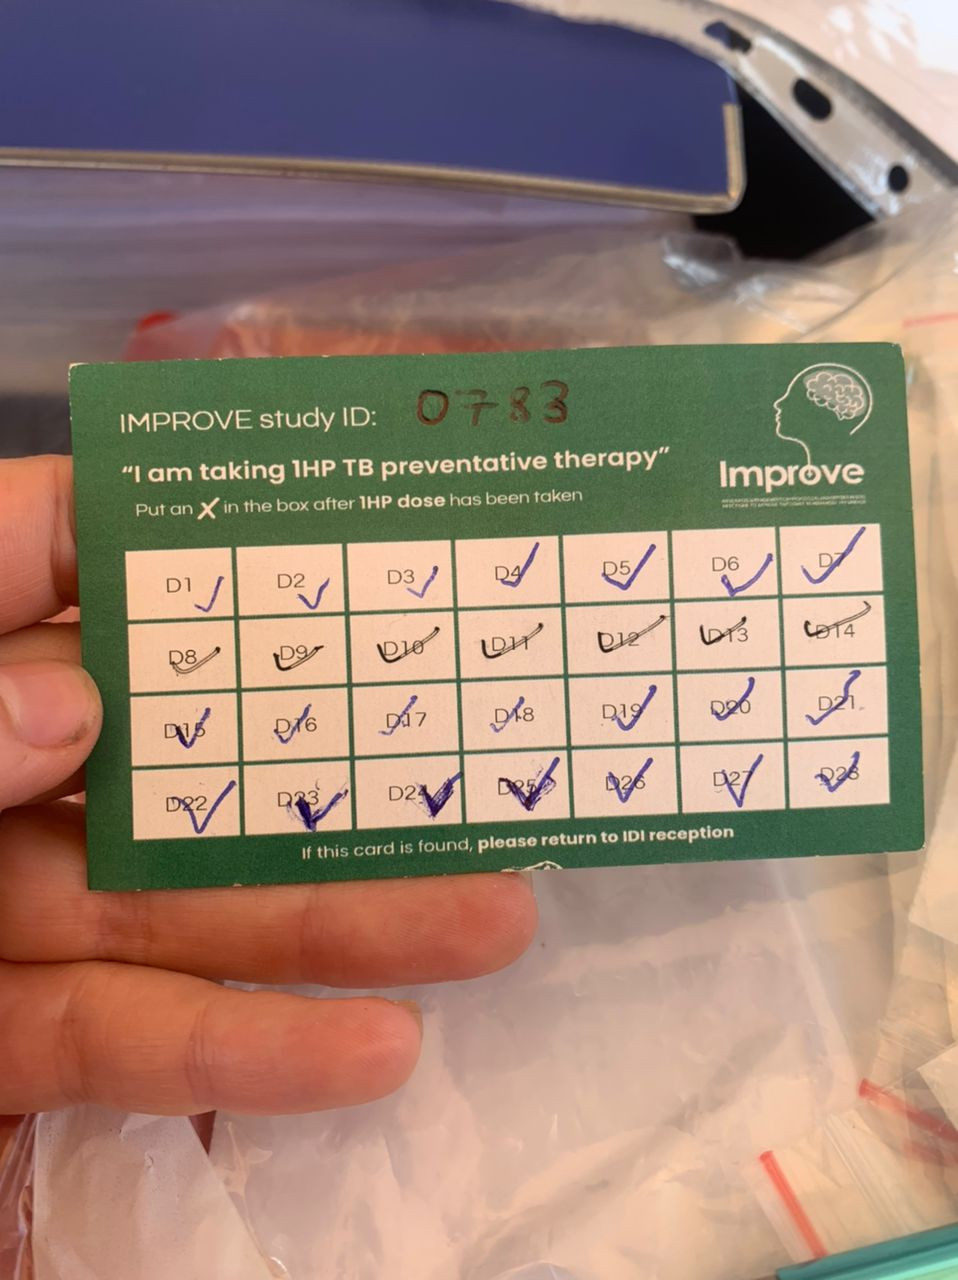 IMPROVE study ID: 0783
"I am taking 1HP TB preventative therapy"
Put an X in the box after 1HP dose has been taken
Improve
D1 D2 D3 D4 D5 D6 D7
D8 D9 D10 D11 D12 D13 D14
D15 D16 D17 D18 D19 D20 D21
D22 D23 D24 D25 D26 D27 D28
If this card is found, please return to IDI reception